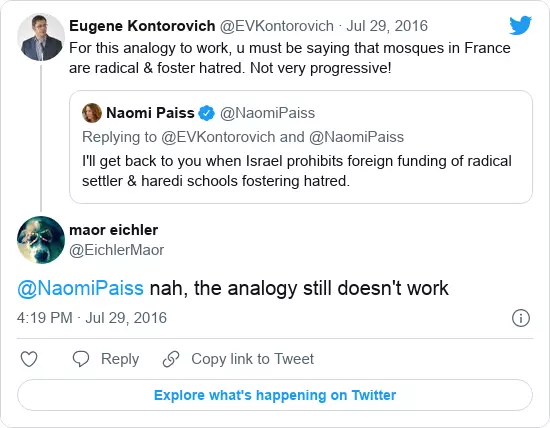 Eugene Kontorovich @EVKontorovich · Jul 29, 2016
For this analogy to work, u must be saying that mosques in France
are radical & foster hatred. Not very progressive!
Naomi Paiss @NaomiPaiss
Replying to @EVKontorovich and @NaomiPaiss
I'll get back to you when Israel prohibits foreign funding of radical
settler & haredi schools fostering hatred.
maor eichler
@EichlerMaor
@NaomiPaiss nah, the analogy still doesn't work
4:19 PM · Jul 29, 2016
Reply Copy link to Tweet
Explore what's happening on Twitter